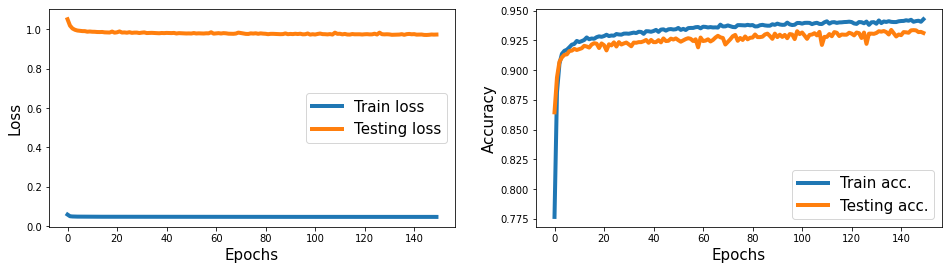 1.0
0.8
0.6
0.4
0.2
0.0
Loss
Train loss
Testing loss
0 20 40 60 80 100 120 140
Epochs
0.950
0.925
0.900
0.875
0.850
0.825
0.800
0.775
Accuracy
Train acc.
Testing acc.
0 20 40 60 80 100 120 140
Epochs